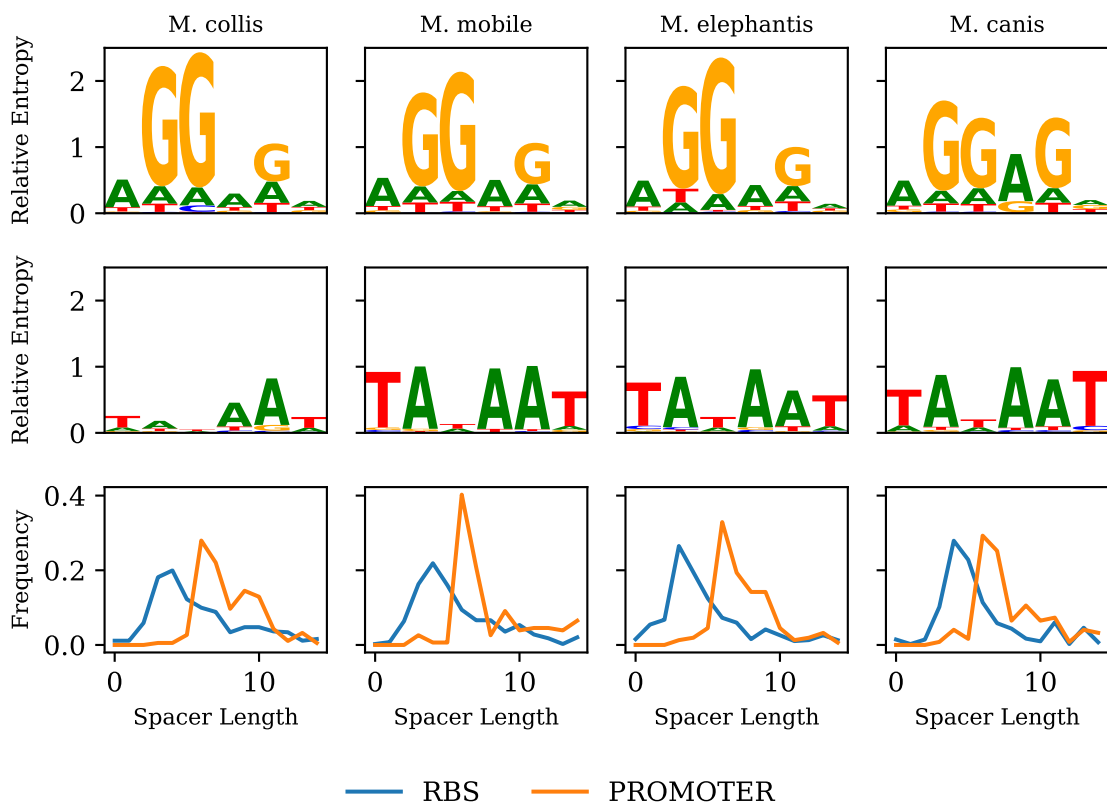 M. collis M. mobile M. elephantis M. canis
Relative Entropy
2
1
0
A A G A G A A A G A T
A A G A G A A G A T
A T G A G A A G A T
A A G A G A G A G A T
Relative Entropy
2
1
0
T A A A T
T A T A A T
T A T A A T
T A T A A T
Frequency
0.4
0.2
0.0
0 10 0 10 0 10 0 10
Spacer Length Spacer Length Spacer Length Spacer Length
RBS PROMOTER